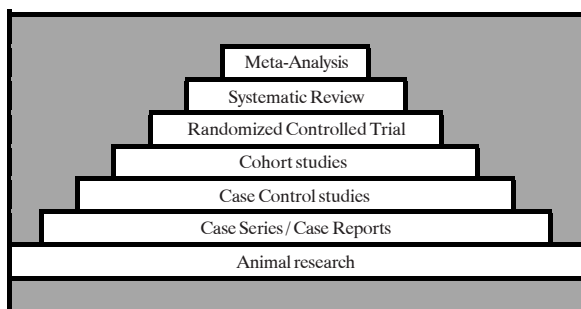 Meta-Analysis
Systematic Review
Randomized Controlled Trial
Cohort studies
Case Control studies
Case Series / Case Reports
Animal research